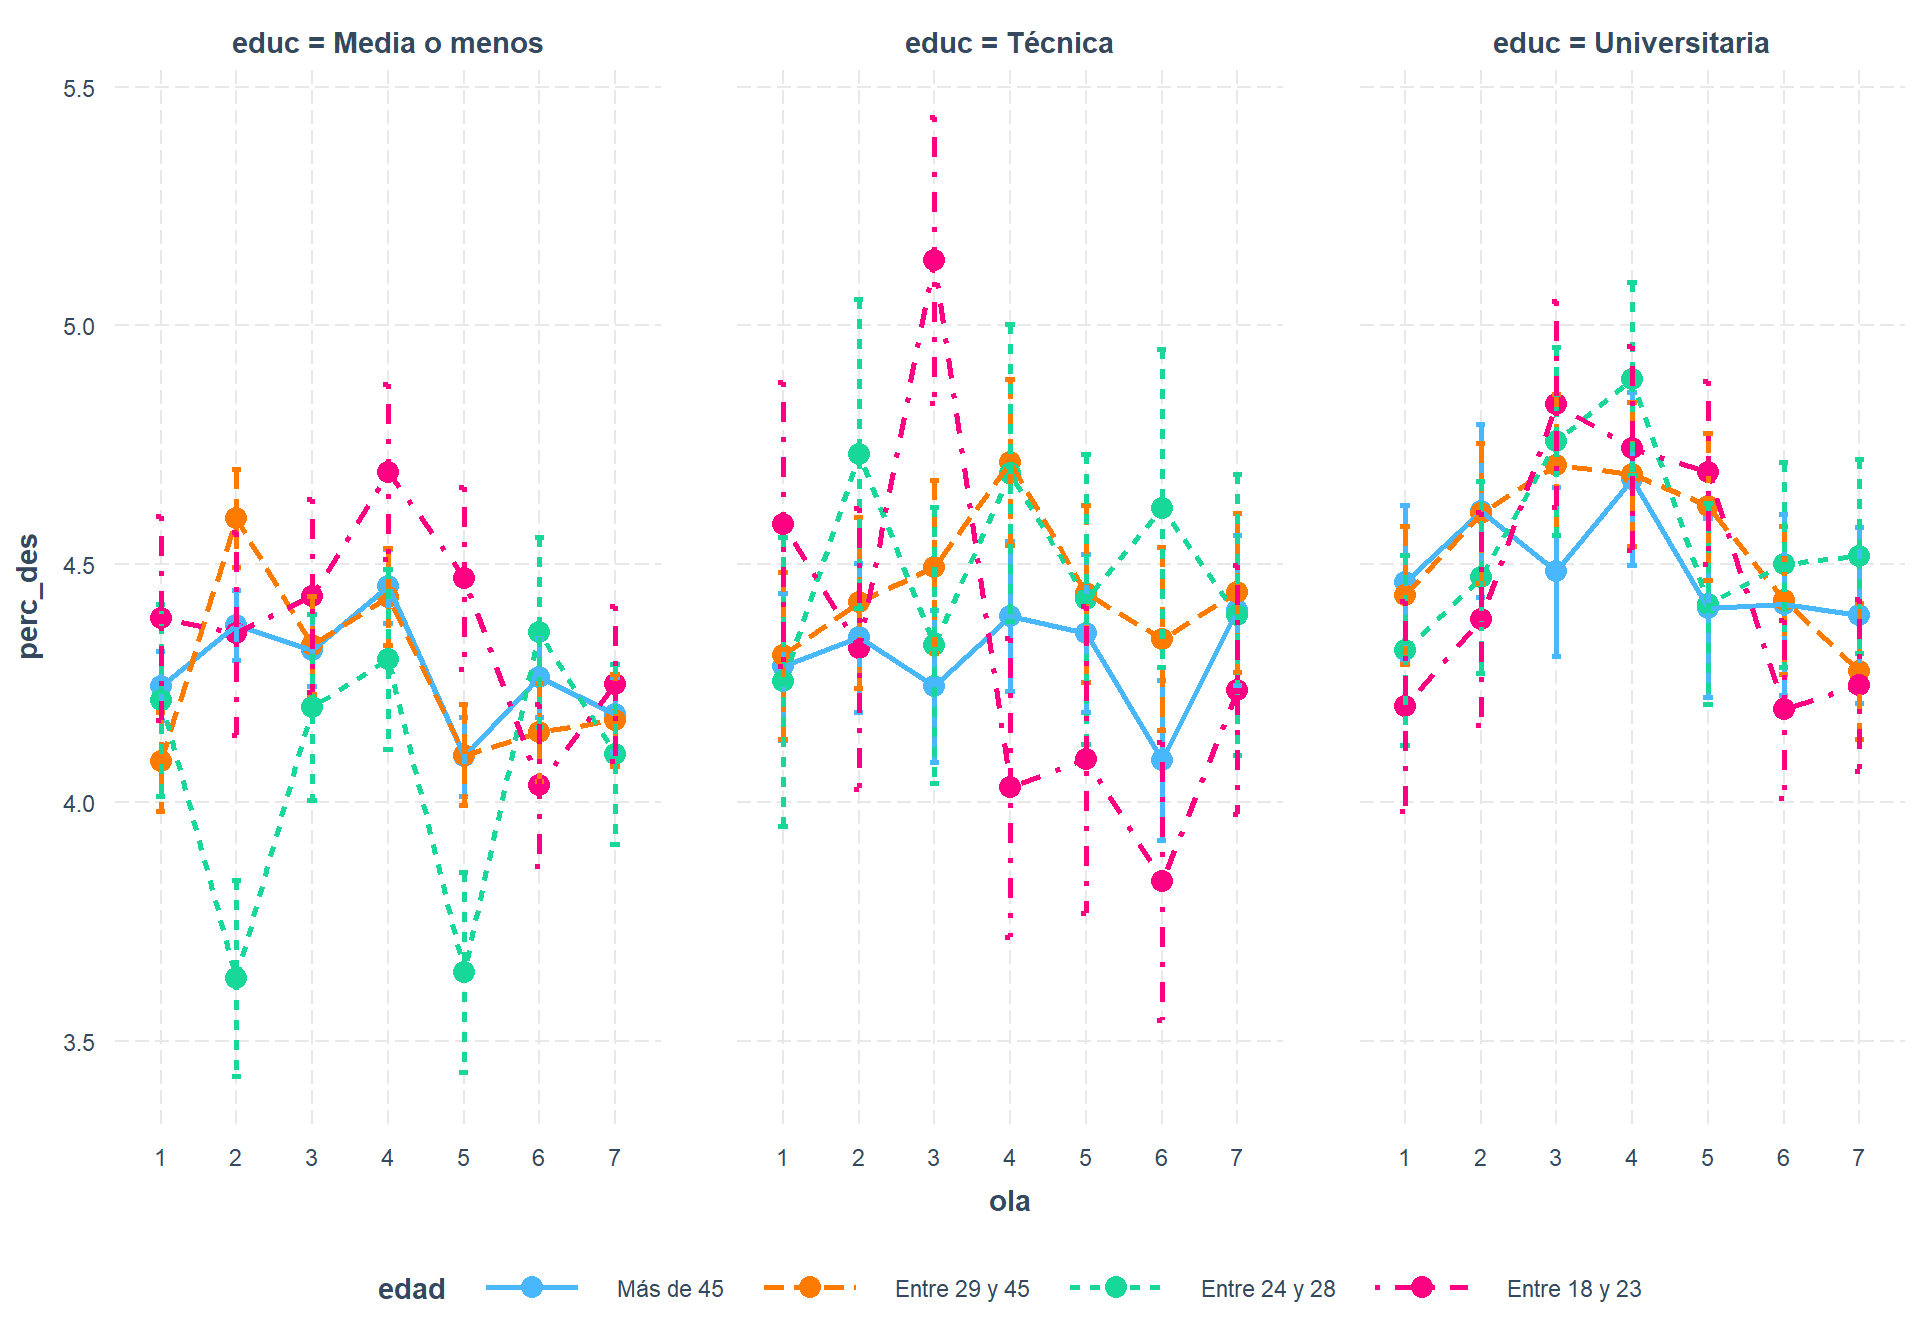 educ = Media o menos
educ = Técnica
educ = Universitaria
perc_des
5.5
5.0
4.5
4.0
3.5
1 2 3 4 5 6 7
1 2 3 4 5 6 7
1 2 3 4 5 6 7
ola
edad Más de 45 Entre 29 y 45 Entre 24 y 28 Entre 18 y 23